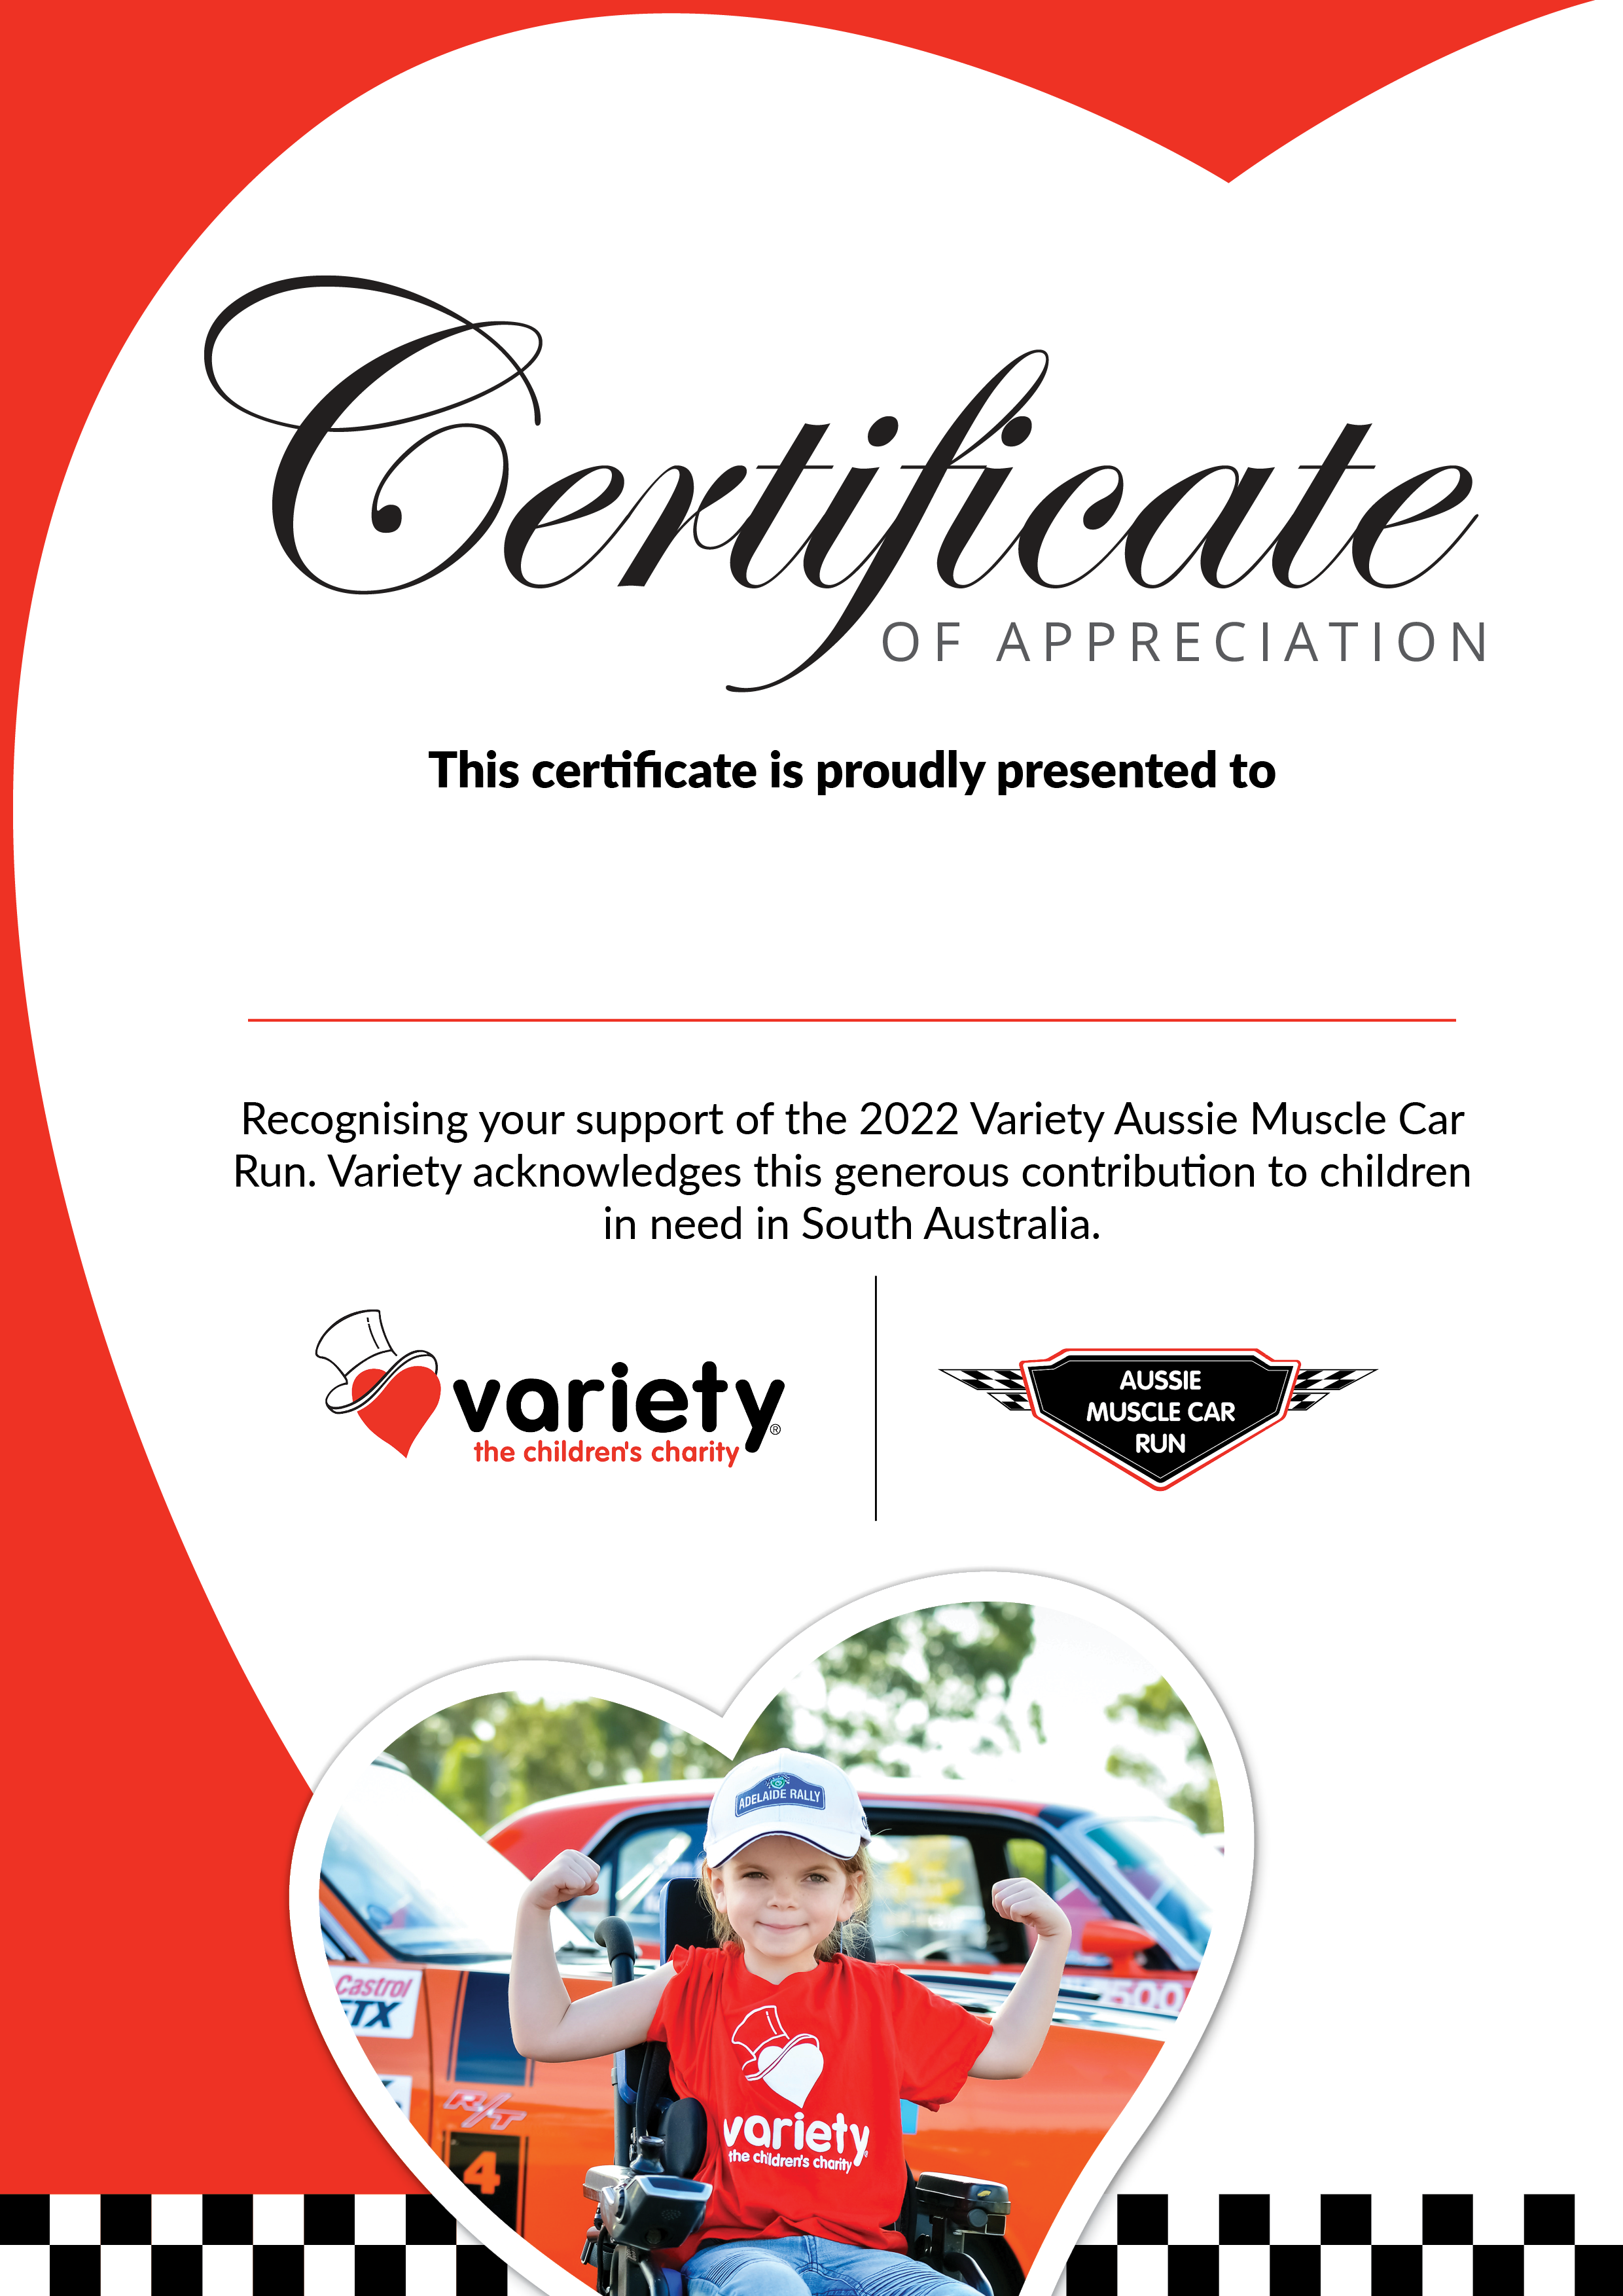 Certificate
OF APPRECIATION
This certificate is proudly presented to
Recognising your support of the 2022 Variety Aussie Muscle Car
Run. Variety acknowledges this generous contribution to children
in need in South Australia.
variety®
the children's charity
AUSSIE
MUSCLE CAR
RUN
ADELAIDE RALLY
Castrol
500
R/T
4
variety
the children's charity